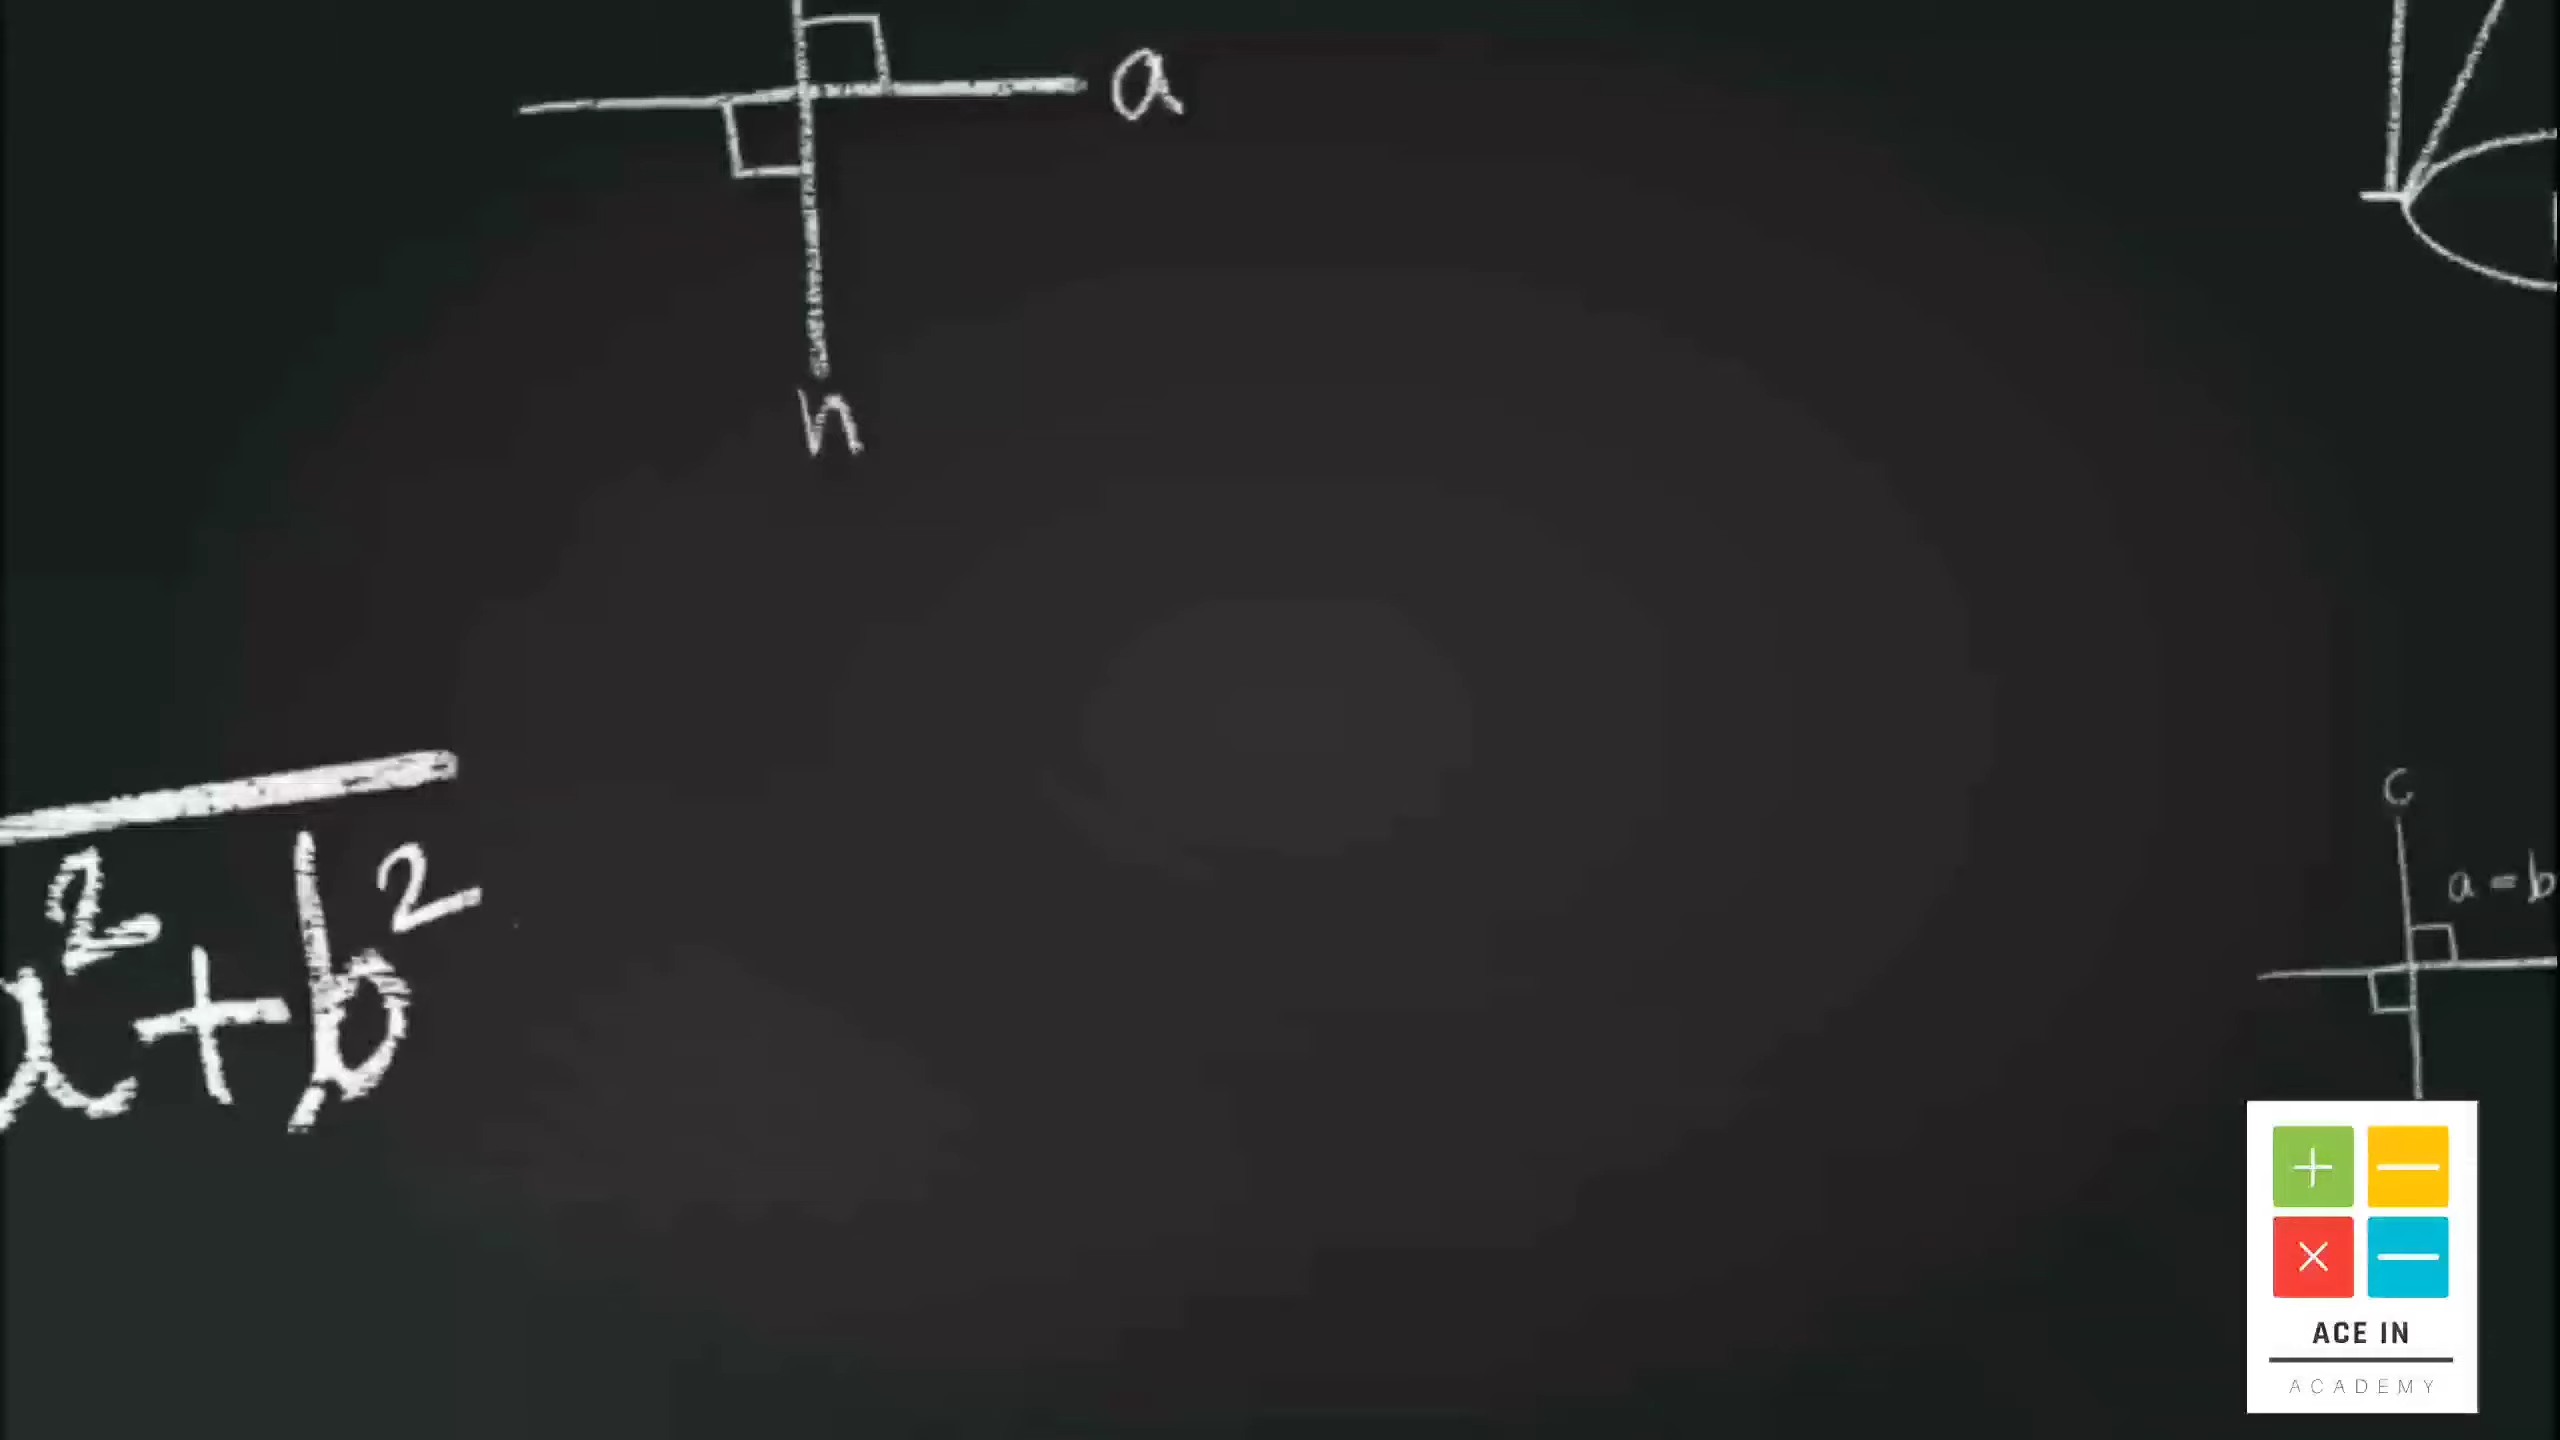 a
n
c
a = b
a²+b²
+ −
× −
ACE IN
ACADEMY